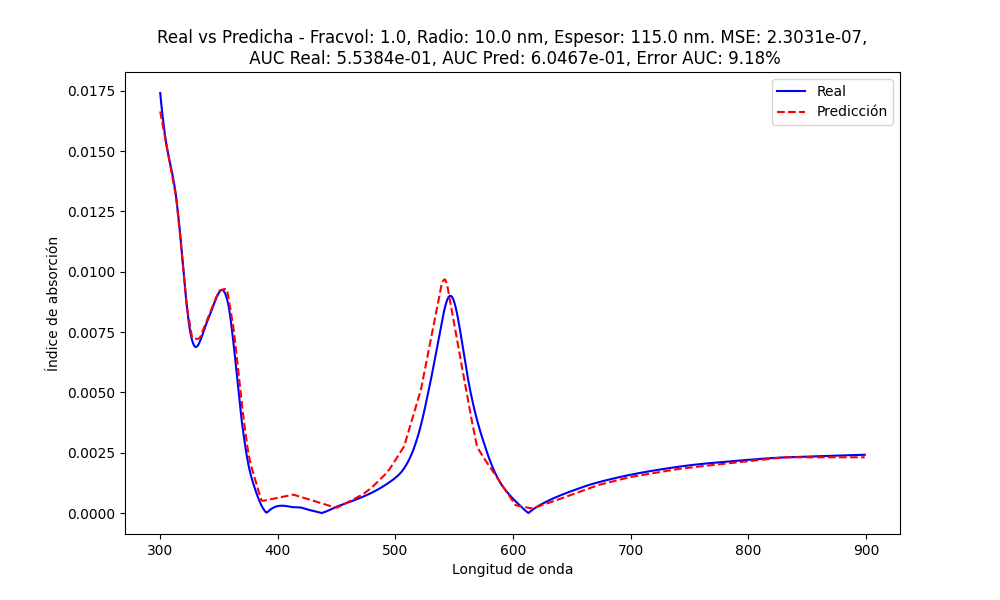 Real vs Predicha - Fracvol: 1.0, Radio: 10.0 nm, Espesor: 115.0 nm. MSE: 2.3031e-07,
AUC Real: 5.5384e-01, AUC Pred: 6.0467e-01, Error AUC: 9.18%
Real
Predicción
Índice de absorción
0.0175
0.0150
0.0125
0.0100
0.0075
0.0050
0.0025
0.0000
300 400 500 600 700 800 900
Longitud de onda